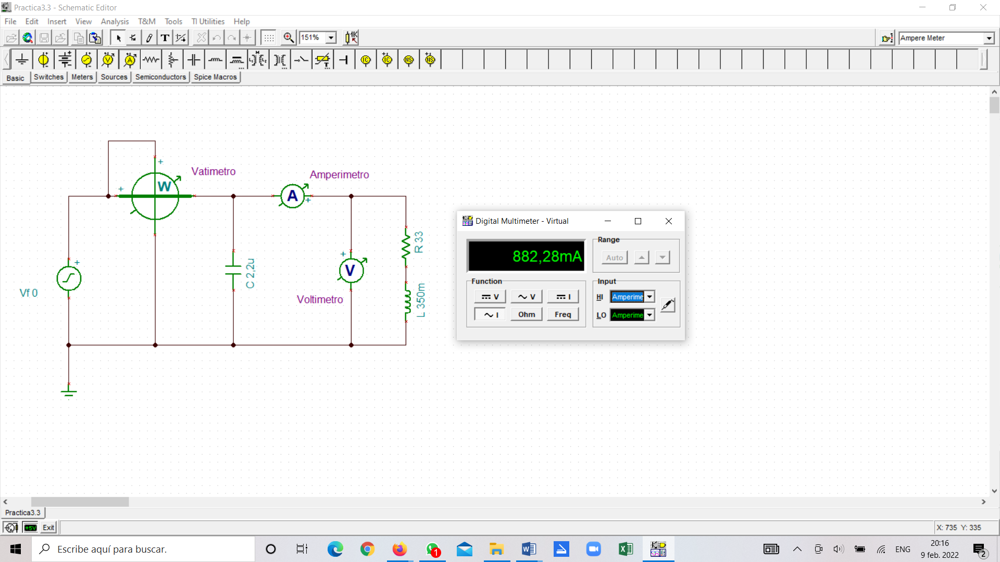 Practica3.3 - Schematic Editor
File Edit Insert View Analysis T&M Tools TI Utilities Help
151%
1K
Ampere Meter
Basic Switches Meters Sources Semiconductors Spice Macros
+
Vatimetro
W
+
Amperimetro
A
+
R 33
+
V
Voltimetro
C 2,2u
L 350m
+
Vf 0
Digital Multimeter - Virtual
882,28mA
Range
Auto
Function
V
V
I
I
Ohm
Freq
Input
HI Amperime
LO Amperime
Practica3.3
+5V
Exit
X: 735 Y: 335
Escribe aquí para buscar.
1
ENG
20:16
9 feb. 2022
2